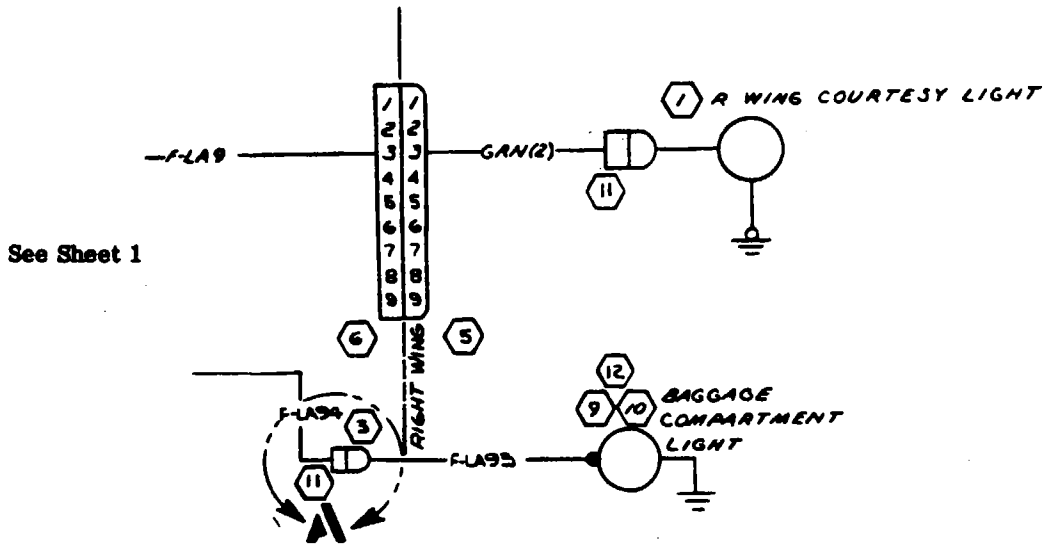 1 R WING COURTESY LIGHT
1 1
2 2
F-LA9 3 3 GRN(2)
4 4
11
5 5
6 6
See Sheet 1
7 7
8 8
9 9
6 5
RIGHT WING
12
9 10 BAGGAGE
COMPARTMENT
LIGHT
F-LA94 3
F-LA95
11
A